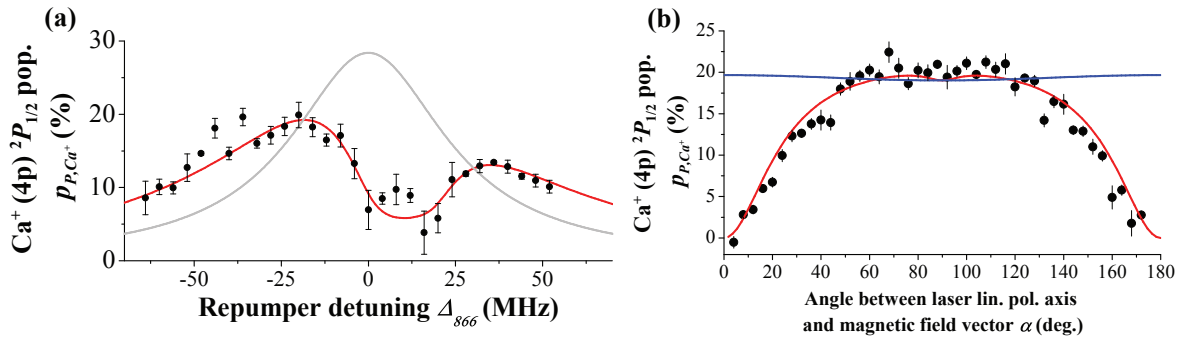 (a)
Ca⁺ (4p) ²P₁/₂ pop.
p_P,Ca⁺ (%)
30
20
10
0
-50
-25
0
25
50
Repumper detuning Δ₈₆₆ (MHz)
(b)
Ca⁺ (4p) ²P₁/₂ pop.
p_P,Ca⁺ (%)
25
20
15
10
5
0
0
20
40
60
80
100
120
140
160
180
Angle between laser lin. pol. axis
and magnetic field vector α (deg.)